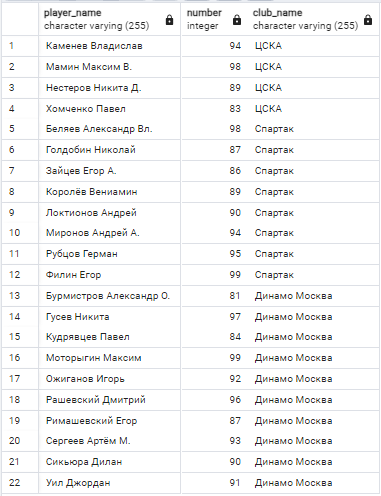 player_name number club_name
character varying (255) integer character varying (255)
1 Каменев Владислав 94 ЦСКА
2 Мамин Максим В. 98 ЦСКА
3 Нестеров Никита Д. 89 ЦСКА
4 Хомченко Павел 83 ЦСКА
5 Беляев Александр Вл. 98 Спартак
6 Голдобин Николай 87 Спартак
7 Зайцев Егор А. 86 Спартак
8 Королёв Вениамин 89 Спартак
9 Локтионов Андрей 90 Спартак
10 Миронов Андрей А. 94 Спартак
11 Рубцов Герман 95 Спартак
12 Филин Егор 99 Спартак
13 Бурмистров Александр О. 81 Динамо Москва
14 Гусев Никита 97 Динамо Москва
15 Кудрявцев Павел 84 Динамо Москва
16 Моторыгин Максим 99 Динамо Москва
17 Ожиганов Игорь 92 Динамо Москва
18 Рашевский Дмитрий 96 Динамо Москва
19 Римашевский Егор 87 Динамо Москва
20 Сергеев Артём М. 93 Динамо Москва
21 Сикьюра Дилан 90 Динамо Москва
22 Уил Джордан 91 Динамо Москва